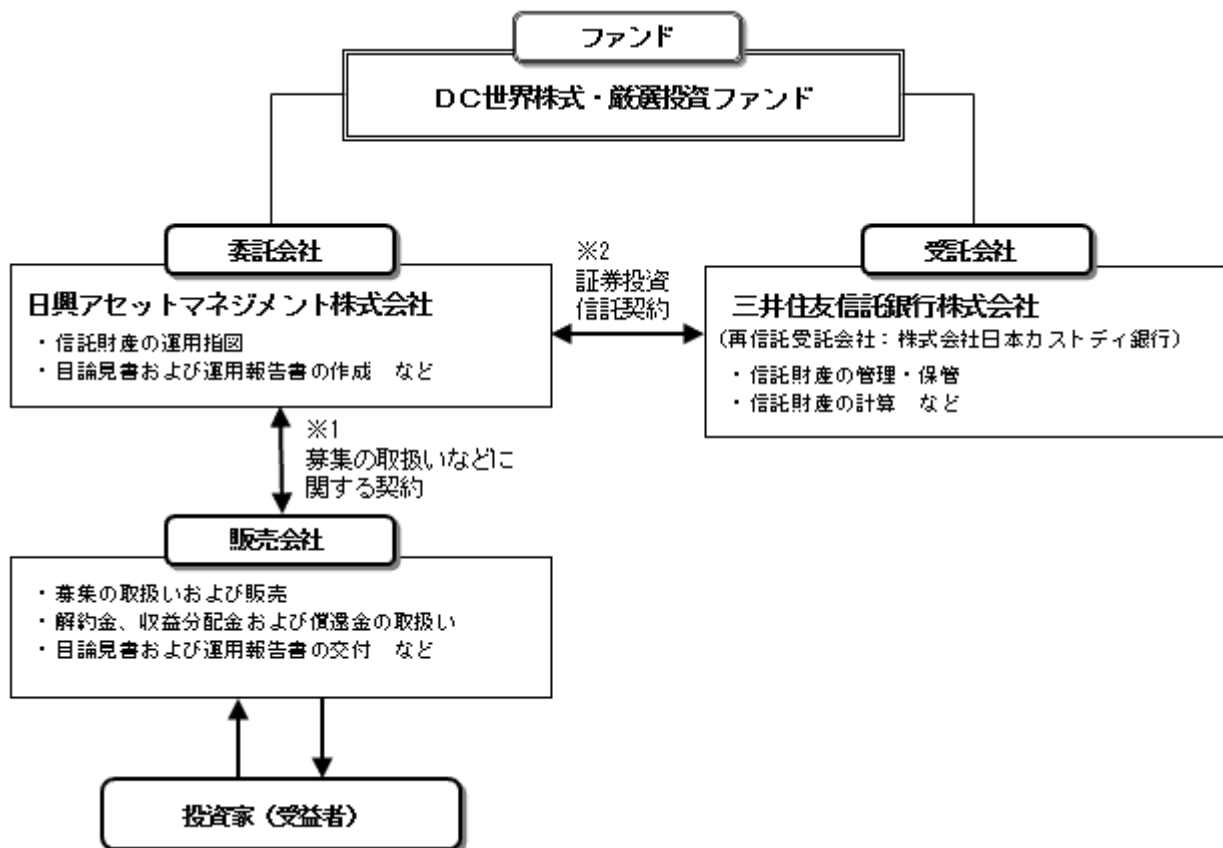 ファンド
DC世界株式・厳選投資ファンド
委託会社
日興アセットマネジメント株式会社
・信託財産の運用指図
・目論見書および運用報告書の作成　など
※2
証券投資
信託契約
受託会社
三井住友信託銀行株式会社
(再信託受託会社：株式会社日本カストディ銀行)
・信託財産の管理・保管
・信託財産の計算　など
※1
募集の取扱いなどに
関する契約
販売会社
・募集の取扱いおよび販売
・解約金、収益分配金および償還金の取扱い
・目論見書および運用報告書の交付　など
投資家（受益者）